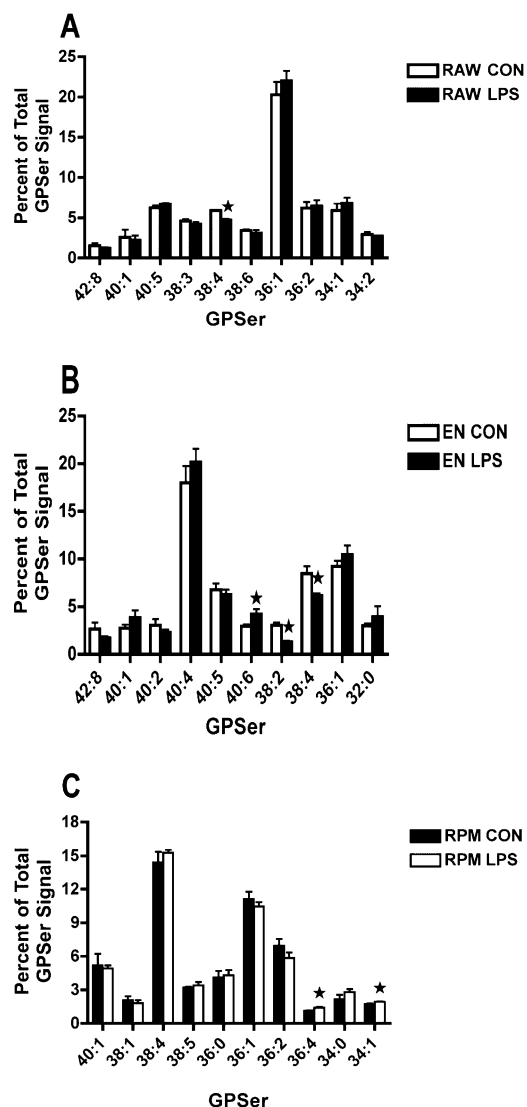 A
Percent of Total
GPSer Signal
25
20
15
10
5
0
RAW CON
RAW LPS
42:8 40:1 40:5 38:3 38:4 38:6 36:1 36:2 34:1 34:2
GPSer
B
Percent of Total
GPSer Signal
25
20
15
10
5
0
EN CON
EN LPS
42:8 40:1 40:2 40:4 40:5 40:6 38:2 38:4 36:1 32:0
GPSer
C
Percent of Total
GPSer Signal
18
15
12
9
6
3
0
RPM CON
RPM LPS
40:1 38:1 38:4 38:5 36:0 36:1 36:2 36:4 34:0 34:1
GPSer